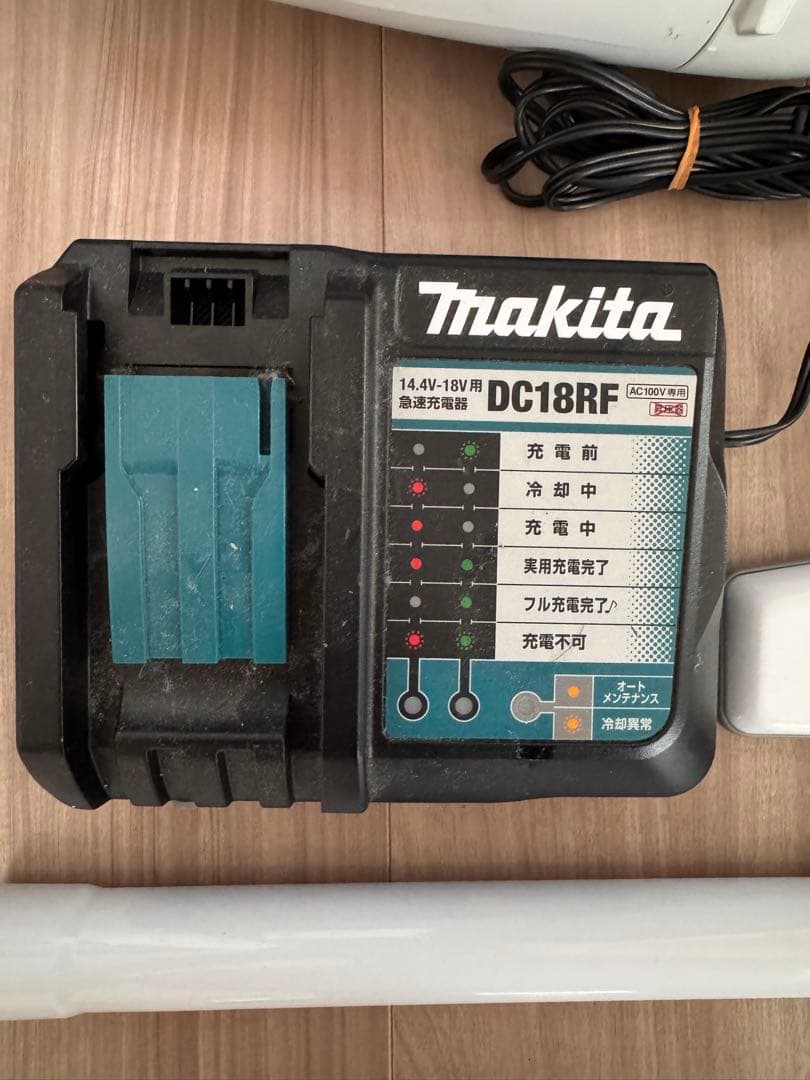 makita
14.4V-18V用
急速充電器
DC18RF
AC100V専用
充電前
冷却中
充電中
実用充電完了
フル充電完了♪
充電不可
オート
メンテナンス
冷却異常